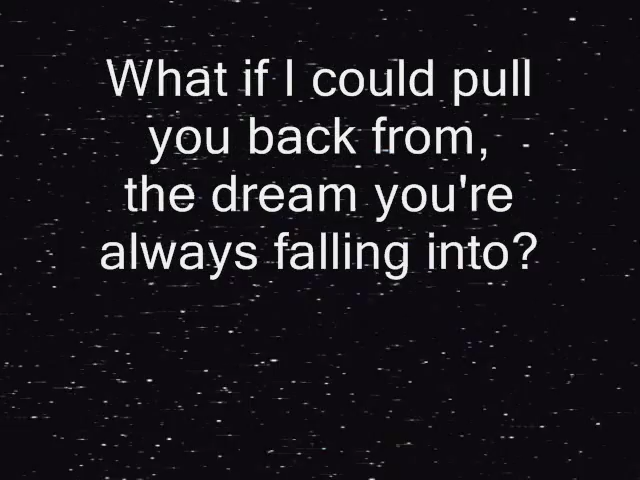 What if I could pull
you back from,
the dream you're
always falling into?